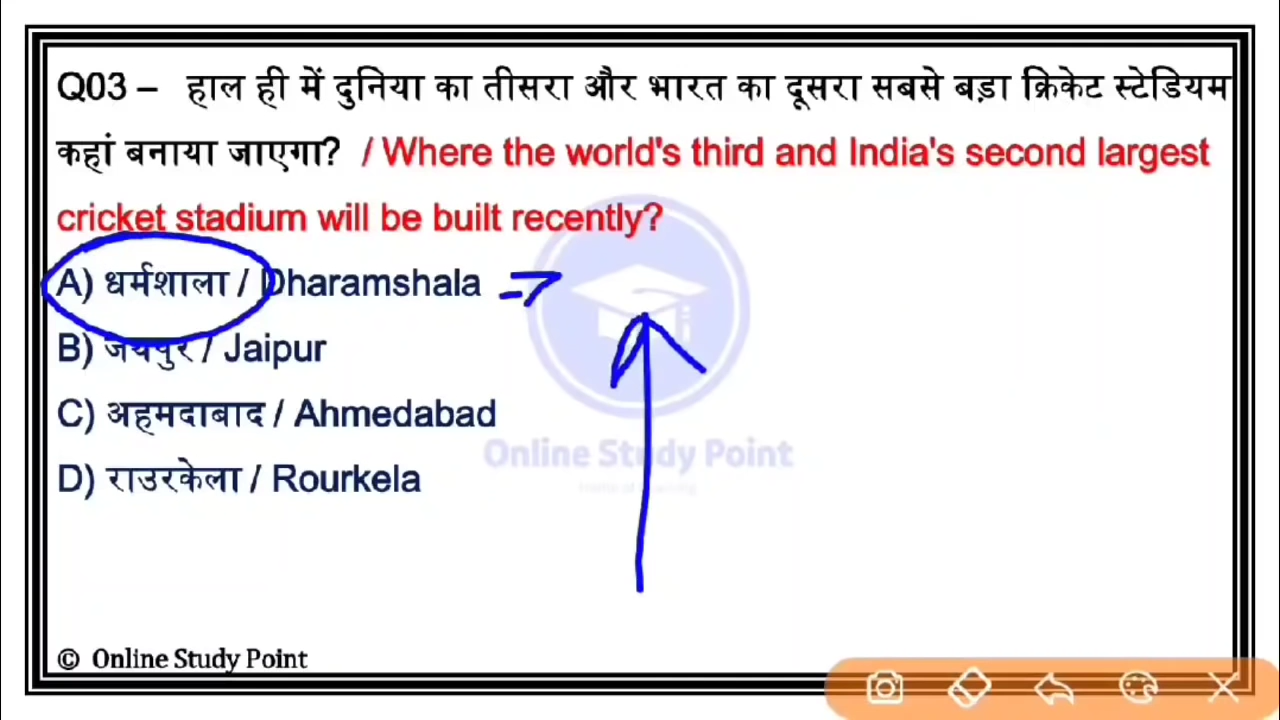 Q03 – हाल ही में दुनिया का तीसरा और भारत का दूसरा सबसे बड़ा क्रिकेट स्टेडियम
कहां बनाया जाएगा? / Where the world's third and India's second largest
cricket stadium will be built recently?
A) धर्मशाला / Dharamshala
B) जयपुर / Jaipur
C) अहमदाबाद / Ahmedabad
Online Study Point
D) राउरकेला / Rourkela
© Online Study Point